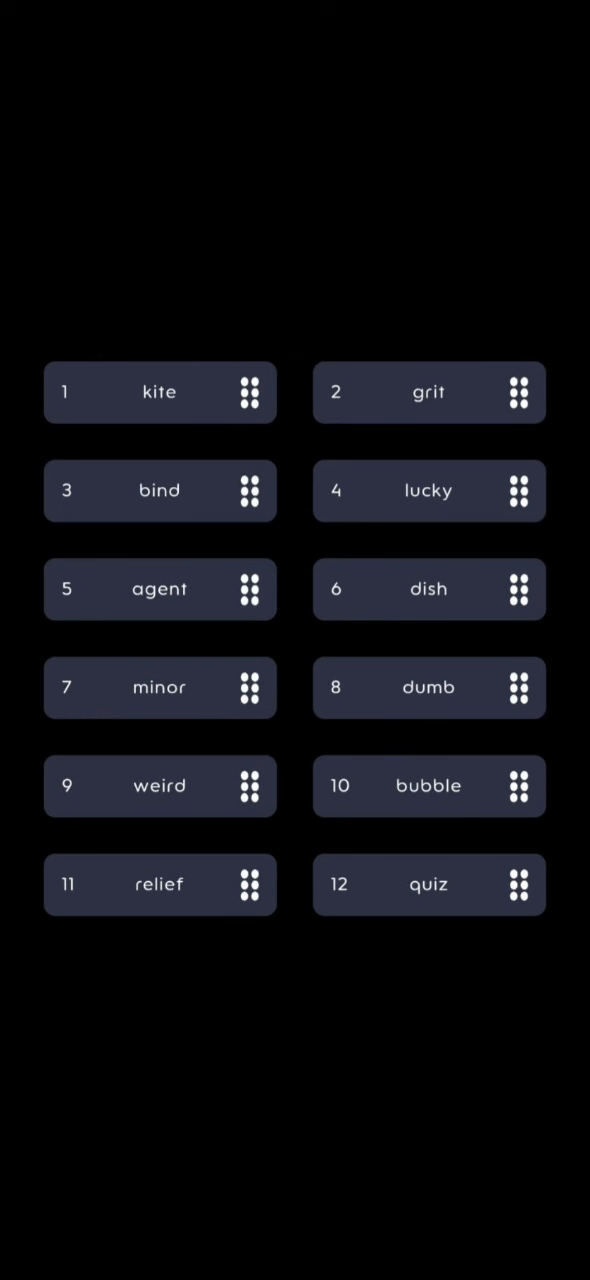 1 kite 2 grit
3 bind 4 lucky
5 agent 6 dish
7 minor 8 dumb
9 weird 10 bubble
11 relief 12 quiz